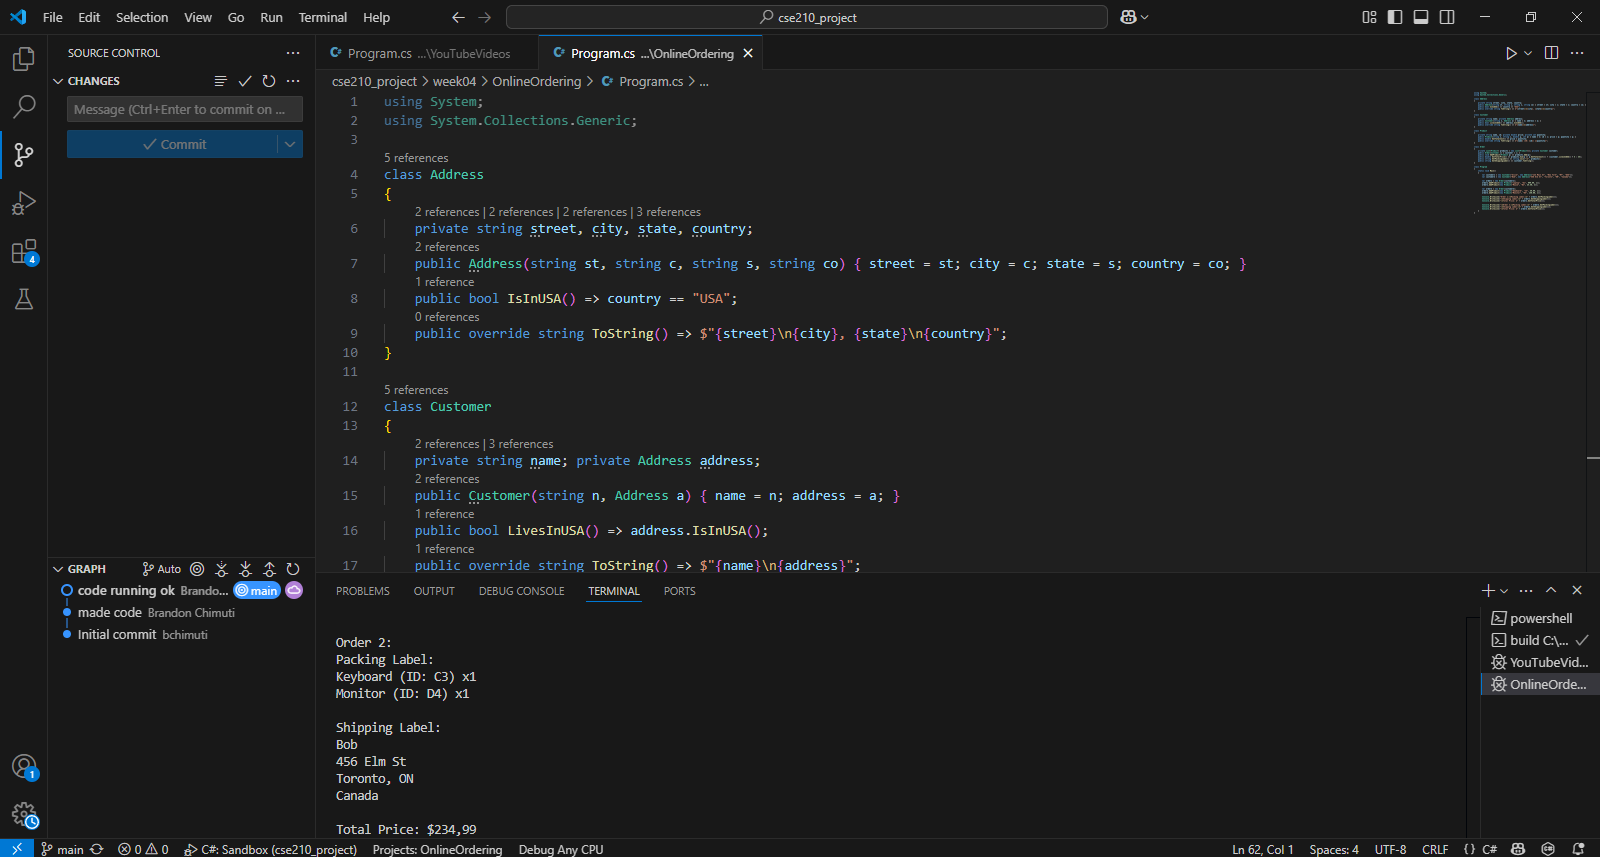 File Edit Selection View Go Run Terminal Help
cse210_project
SOURCE CONTROL
CHANGES
Message (Ctrl+Enter to commit on ...
Commit
4
1
GRAPH
Auto
code running ok Brando... main
made code Brandon Chimuti
Initial commit bchimuti
Program.cs ...\YouTubeVideos
Program.cs ...\OnlineOrdering
cse210_project > week04 > OnlineOrdering > Program.cs > ...
1 using System;
2 using System.Collections.Generic;
3
5 references
4 class Address
5 {
2 references | 2 references | 2 references | 3 references
6 private string street, city, state, country;
2 references
7 public Address(string st, string c, string s, string co) { street = st; city = c; state = s; country = co; }
1 reference
8 public bool IsInUSA() => country == "USA";
0 references
9 public override string ToString() => $"{street}\n{city}, {state}\n{country}";
10 }
11
5 references
12 class Customer
13 {
2 references | 3 references
14 private string name; private Address address;
2 references
15 public Customer(string n, Address a) { name = n; address = a; }
1 reference
16 public bool LivesInUSA() => address.IsInUSA();
1 reference
17 public override string ToString() => $"{name}\n{address}";
PROBLEMS OUTPUT DEBUG CONSOLE TERMINAL PORTS
Order 2:
Packing Label:
Keyboard (ID: C3) x1
Monitor (ID: D4) x1
Shipping Label:
Bob
456 Elm St
Toronto, ON
Canada
Total Price: $234,99
powershell
build C:\...
YouTubeVid...
OnlineOrde...
main
0 0
C#: Sandbox (cse210_project)
Projects: OnlineOrdering
Debug Any CPU
Ln 62, Col 1
Spaces: 4
UTF-8
CRLF
{ } C#